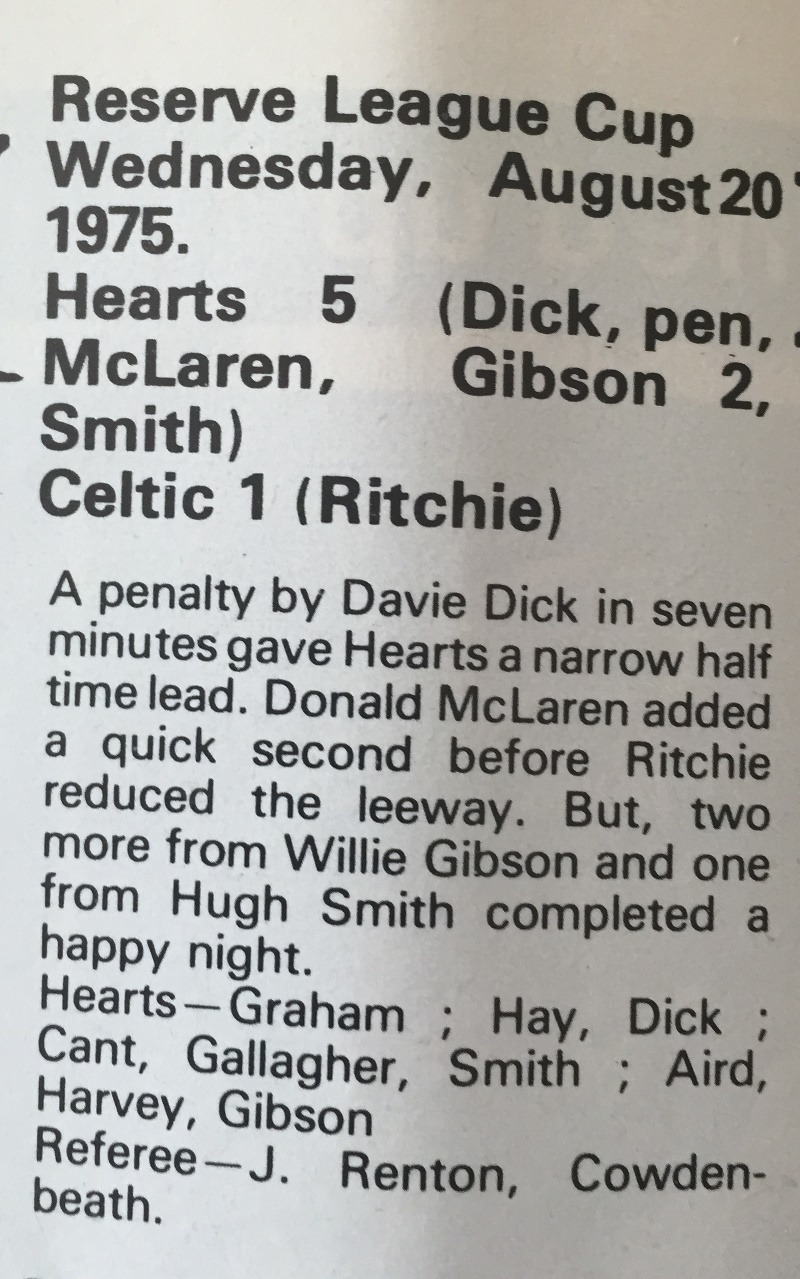 Reserve League Cup
Wednesday, August 20
1975.
Hearts 5 (Dick, pen,
McLaren, Gibson 2,
Smith)
Celtic 1 (Ritchie)
A penalty by Davie Dick in seven
minutes gave Hearts a narrow half
time lead. Donald McLaren added
a quick second before Ritchie
reduced the leeway. But, two
more from Willie Gibson and one
from Hugh Smith completed a
happy night.
Hearts—Graham ; Hay, Dick ;
Cant, Gallagher, Smith ; Aird,
Harvey, Gibson
Referee—J. Renton, Cowden-
beath.